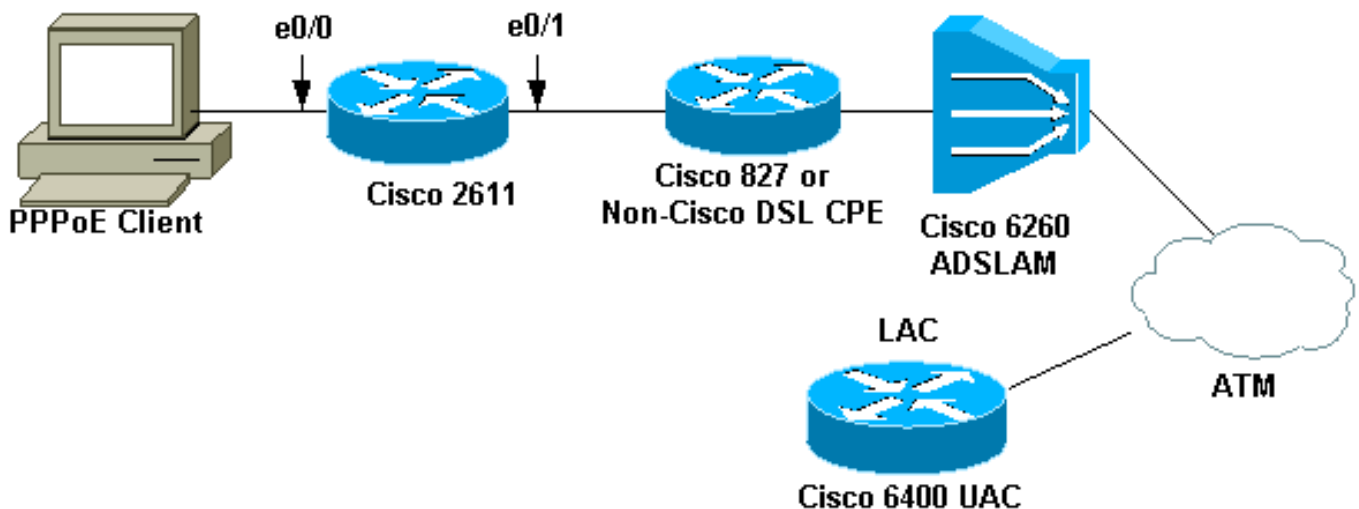 e0/0
e0/1
PPPoE Client
Cisco 2611
Cisco 827 or
Non-Cisco DSL CPE
Cisco 6260
ADSLAM
LAC
ATM
Cisco 6400 UAC